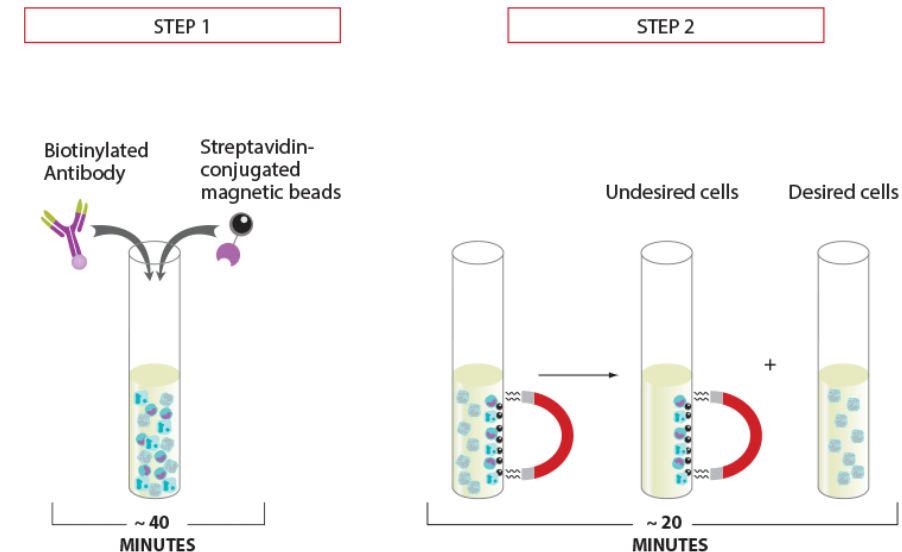 STEP 1
STEP 2
Biotinylated
Antibody
Streptavidin-
conjugated
magnetic beads
Undesired cells
Desired cells
+
~ 40
MINUTES
~ 20
MINUTES